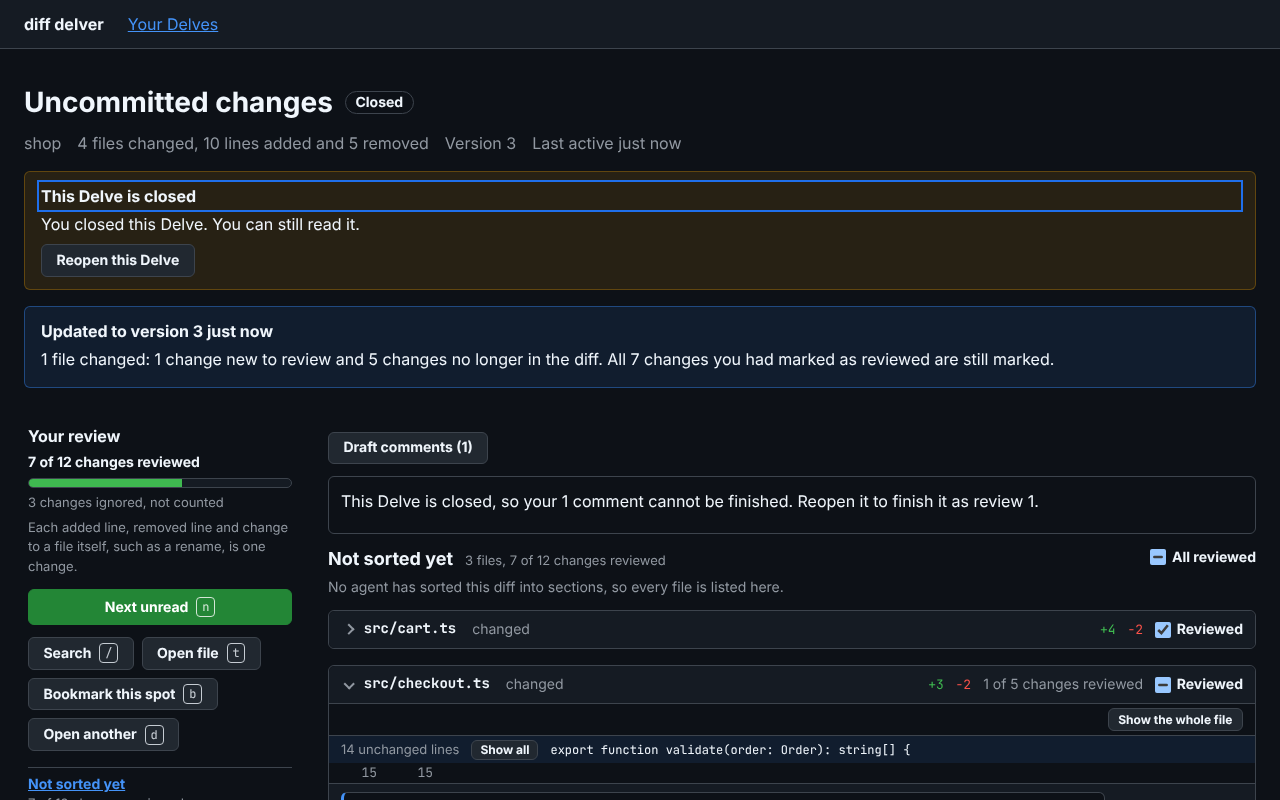 diff delver Your Delves
Uncommitted changes Closed
shop 4 files changed, 10 lines added and 5 removed Version 3 Last active just now
This Delve is closed
You closed this Delve. You can still read it.
Reopen this Delve
Updated to version 3 just now
1 file changed: 1 change new to review and 5 changes no longer in the diff. All 7 changes you had marked as reviewed are still marked.
Your review
7 of 12 changes reviewed
3 changes ignored, not counted
Each added line, removed line and change
to a file itself, such as a rename, is one
change.
Next unread n
Search / Open file t
Bookmark this spot b
Open another d
Not sorted yet
Draft comments (1)
This Delve is closed, so your 1 comment cannot be finished. Reopen it to finish it as review 1.
Not sorted yet 3 files, 7 of 12 changes reviewed All reviewed
No agent has sorted this diff into sections, so every file is listed here.
src/cart.ts changed +4 -2 Reviewed
src/checkout.ts changed +3 -2 1 of 5 changes reviewed Reviewed
Show the whole file
14 unchanged lines Show all export function validate(order: Order): string[] {
15 15